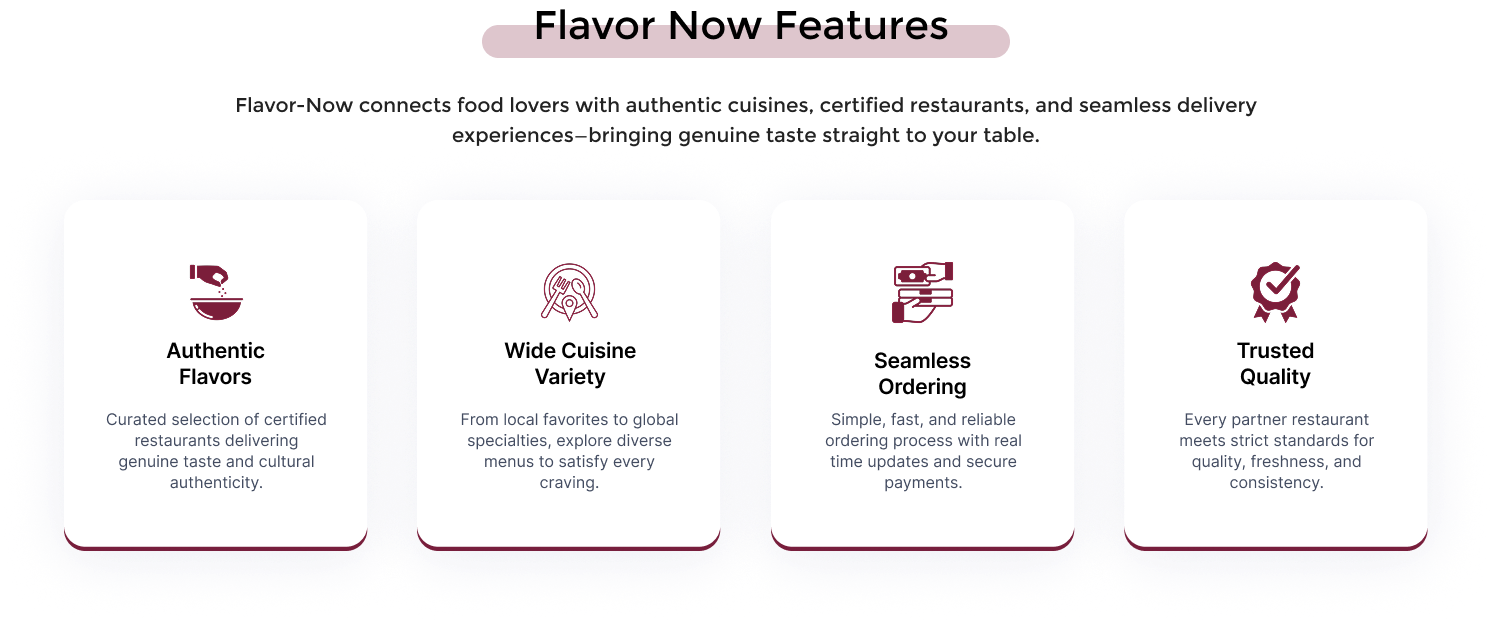 Flavor Now Features
Flavor-Now connects food lovers with authentic cuisines, certified restaurants, and seamless delivery
experiences—bringing genuine taste straight to your table.
Authentic
Flavors
Curated selection of certified
restaurants delivering
genuine taste and cultural
authenticity.
Wide Cuisine
Variety
From local favorites to global
specialties, explore diverse
menus to satisfy every
craving.
Seamless
Ordering
Simple, fast, and reliable
ordering process with real
time updates and secure
payments.
Trusted
Quality
Every partner restaurant
meets strict standards for
quality, freshness, and
consistency.